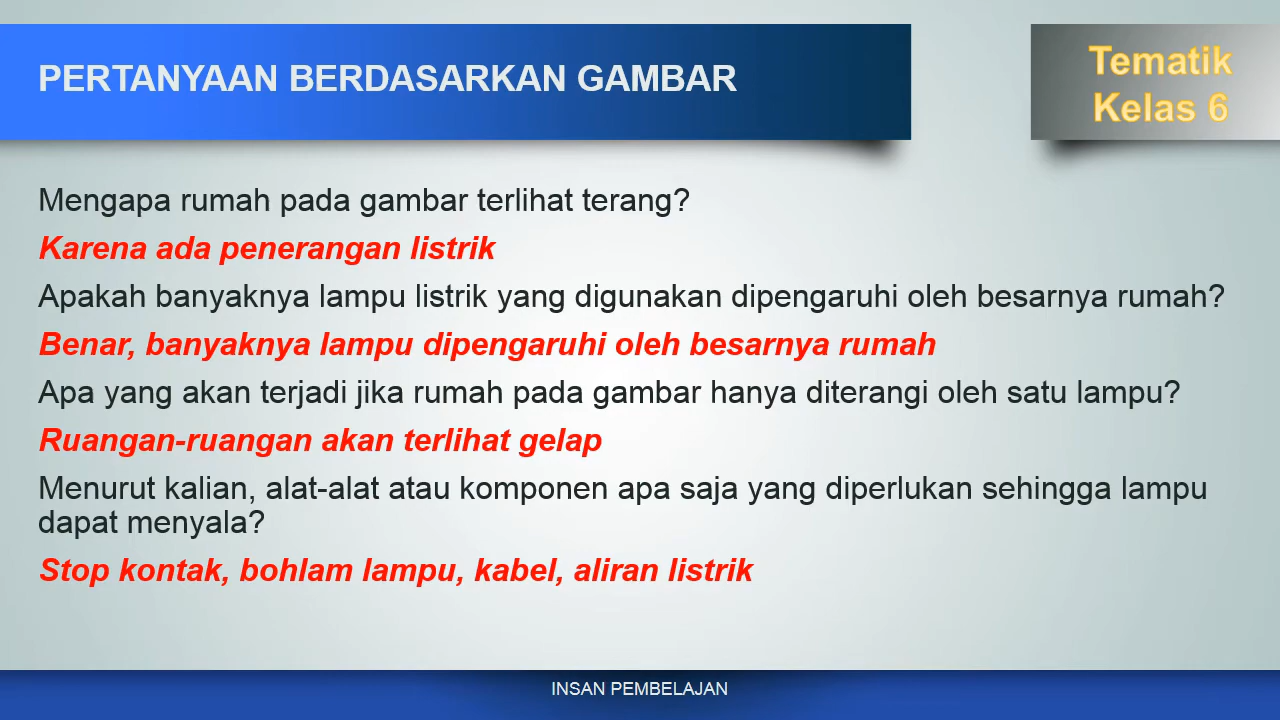 PERTANYAAN BERDASARKAN GAMBAR
Tematik
Kelas 6
Mengapa rumah pada gambar terlihat terang?
Karena ada penerangan listrik
Apakah banyaknya lampu listrik yang digunakan dipengaruhi oleh besarnya rumah?
Benar, banyaknya lampu dipengaruhi oleh besarnya rumah
Apa yang akan terjadi jika rumah pada gambar hanya diterangi oleh satu lampu?
Ruangan-ruangan akan terlihat gelap
Menurut kalian, alat-alat atau komponen apa saja yang diperlukan sehingga lampu
dapat menyala?
Stop kontak, bohlam lampu, kabel, aliran listrik
INSAN PEMBELAJAN